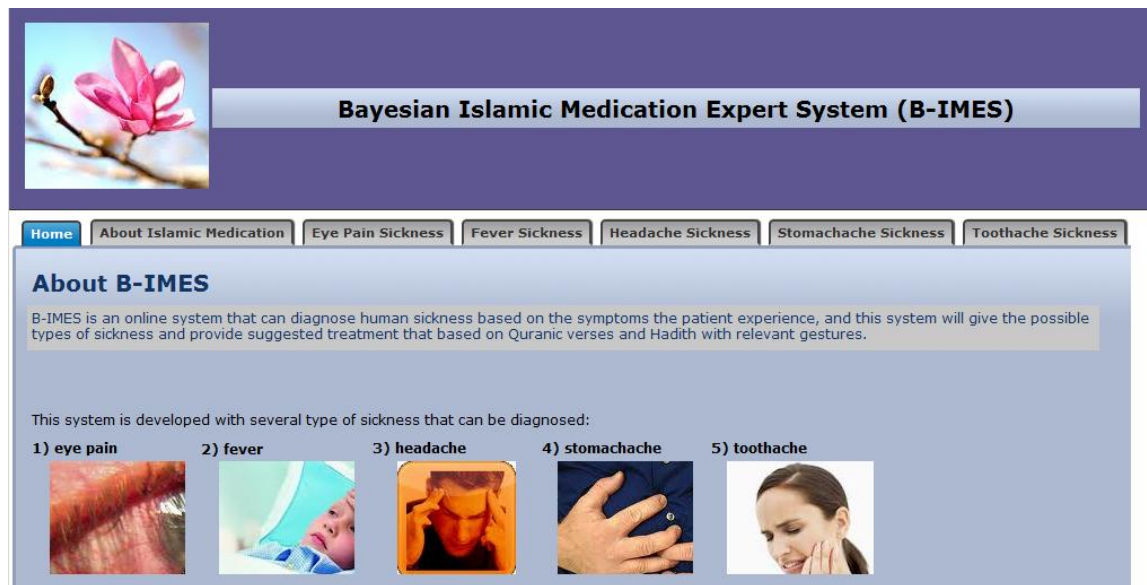 Bayesian Islamic Medication Expert System (B-IMES)
Home
About Islamic Medication
Eye Pain Sickness
Fever Sickness
Headache Sickness
Stomachache Sickness
Toothache Sickness
About B-IMES
B-IMES is an online system that can diagnose human sickness based on the symptoms the patient experience, and this system will give the possible
types of sickness and provide suggested treatment that based on Quranic verses and Hadith with relevant gestures.
This system is developed with several type of sickness that can be diagnosed:
1) eye pain
2) fever
3) headache
4) stomachache
5) toothache